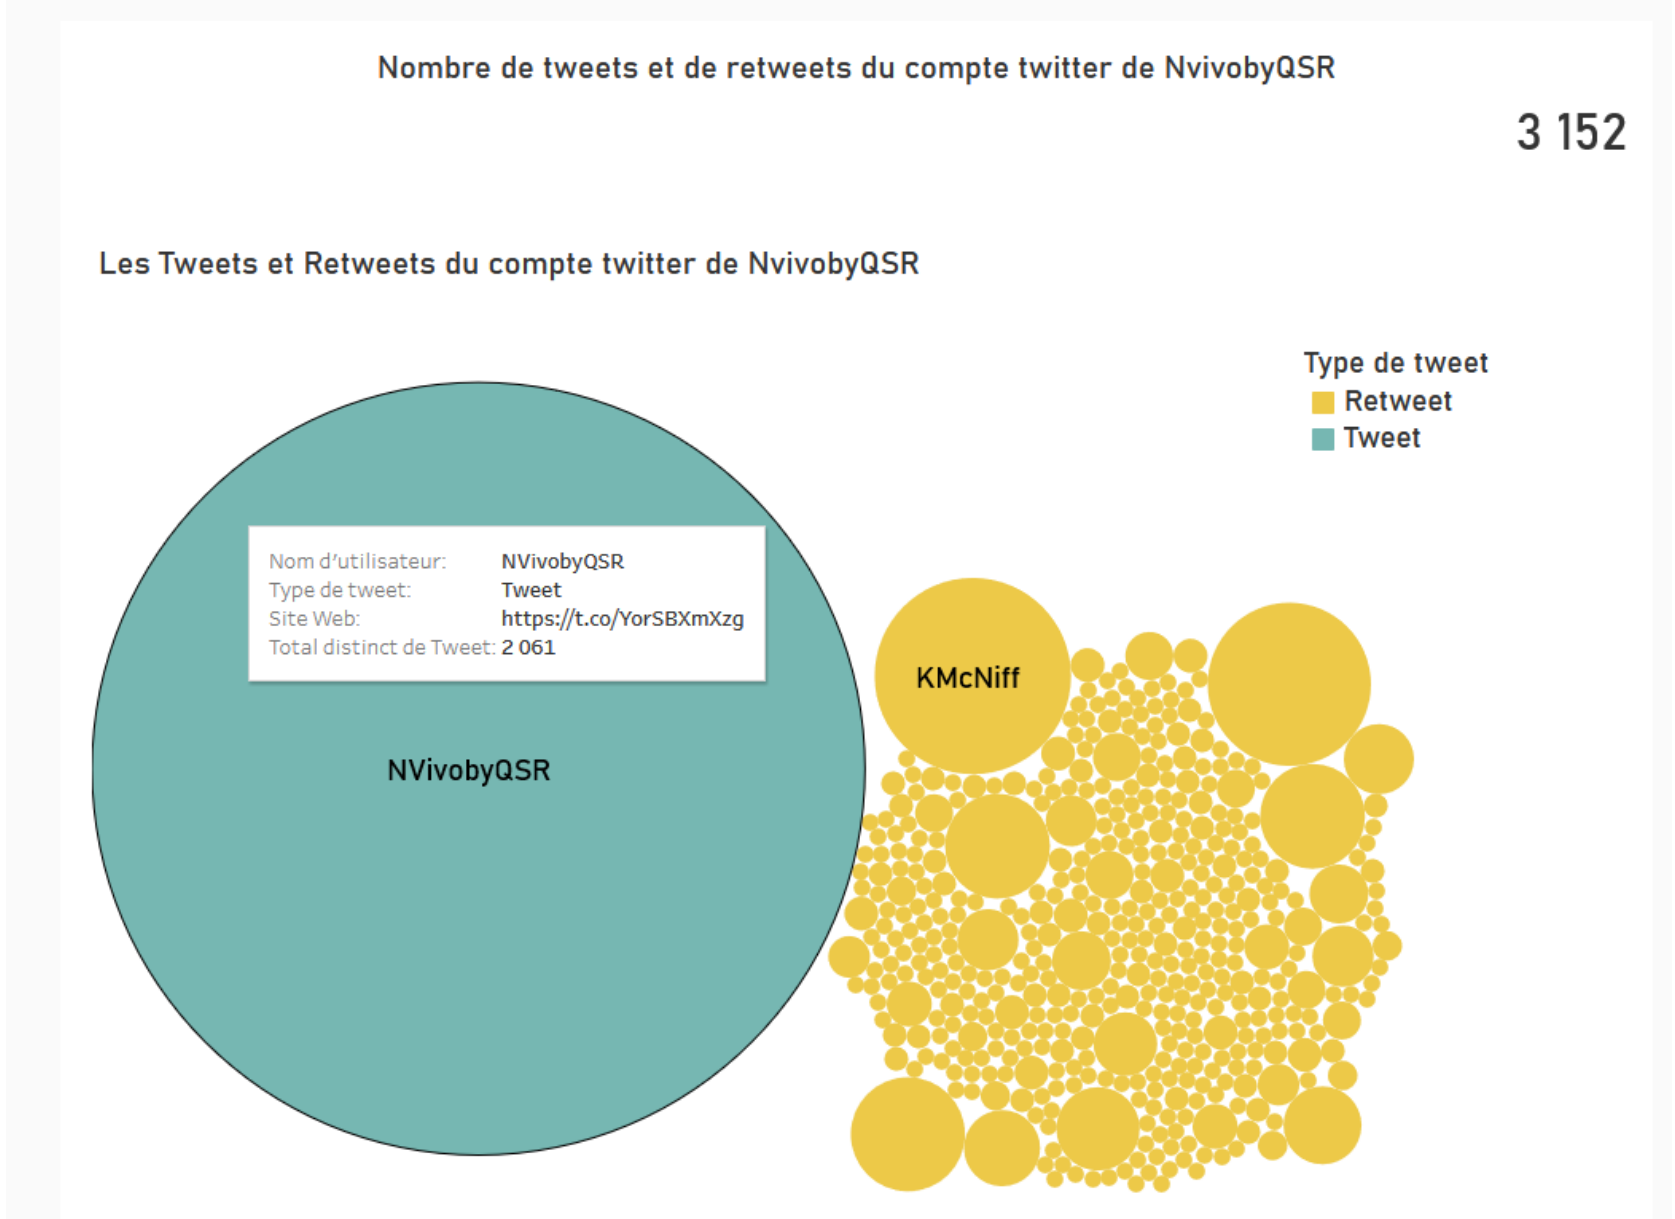 Nombre de tweets et de retweets du compte twitter de NvivobyQSR
3 152
Les Tweets et Retweets du compte twitter de NvivobyQSR
Type de tweet
Retweet
Tweet
Nom d'utilisateur: NVivobyQSR
Type de tweet: Tweet
Site Web: https://t.co/YorSBXmXzg
Total distinct de Tweet: 2 061
KMcNiff
NVivobyQSR